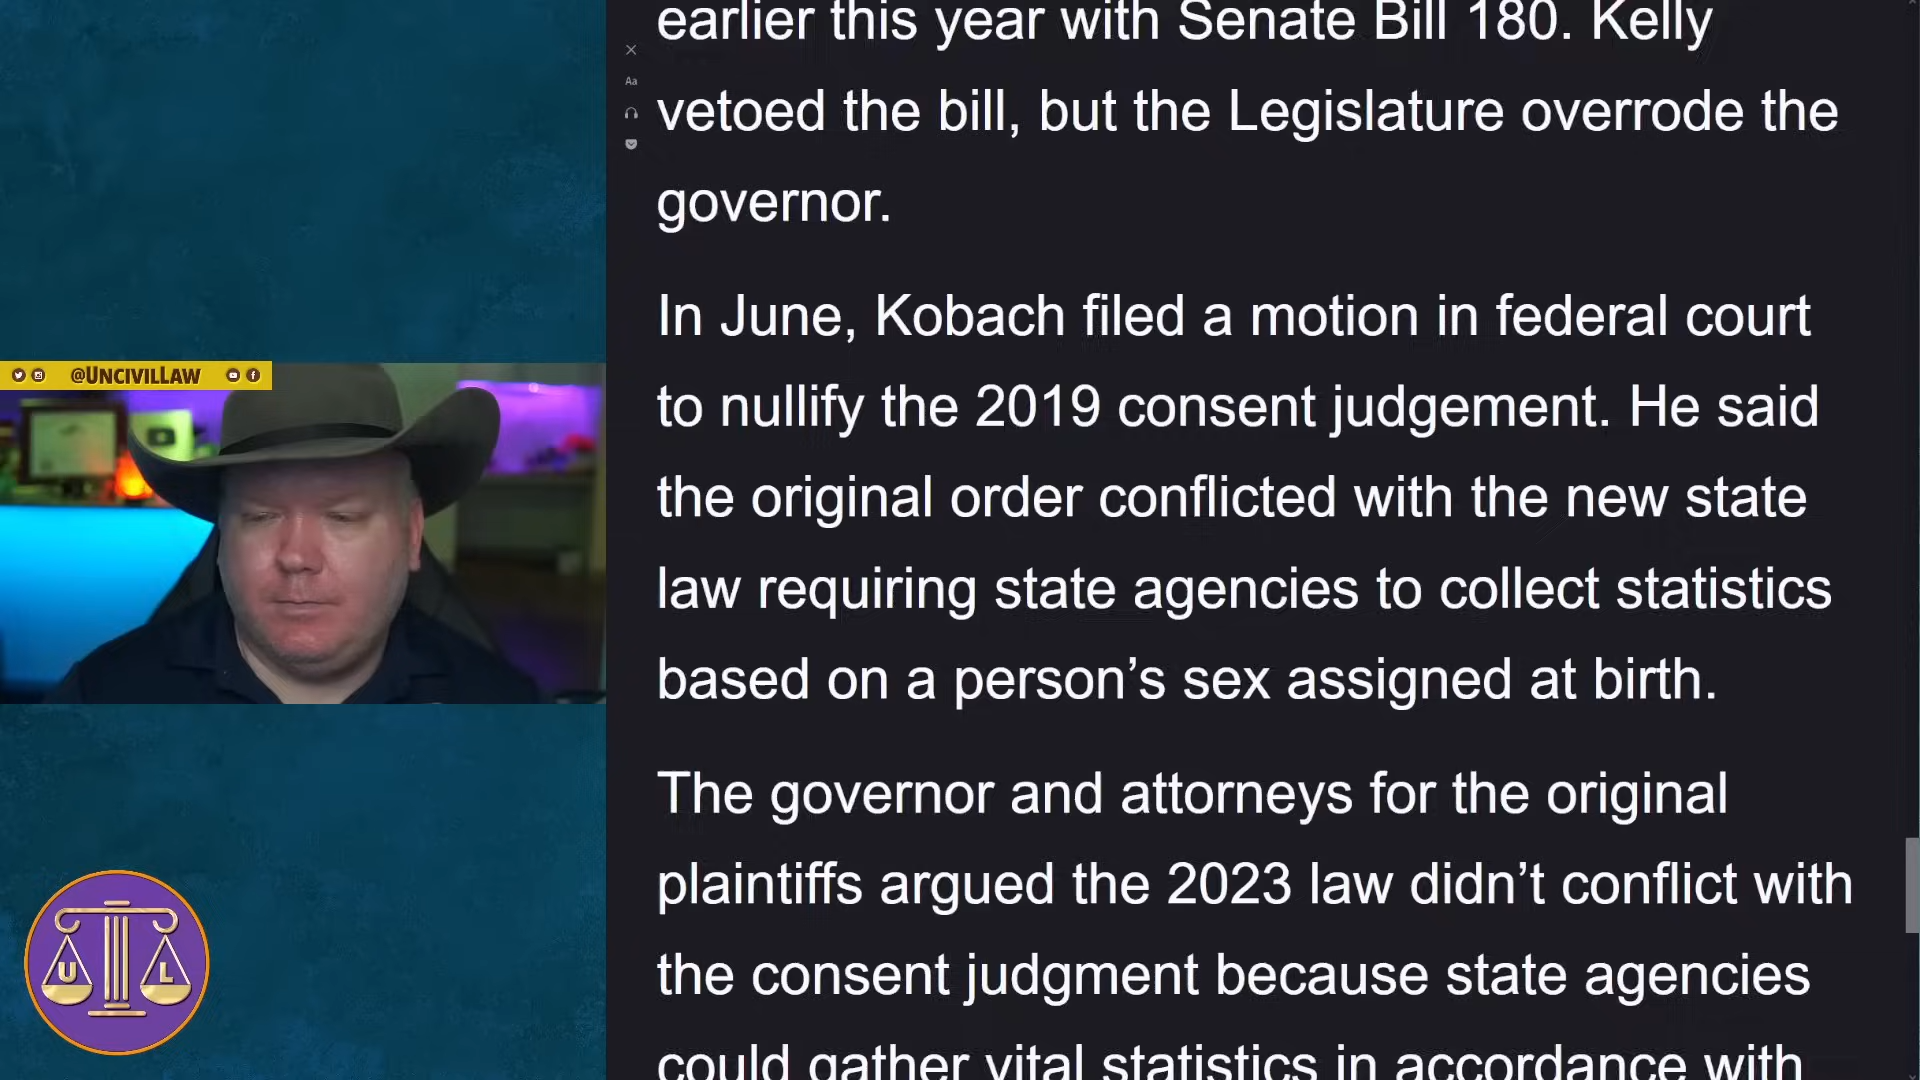 earlier this year with Senate Bill 180. Kelly
vetoed the bill, but the Legislature overrode the
governor.
In June, Kobach filed a motion in federal court
to nullify the 2019 consent judgement. He said
the original order conflicted with the new state
law requiring state agencies to collect statistics
based on a person’s sex assigned at birth.
The governor and attorneys for the original
plaintiffs argued the 2023 law didn’t conflict with
the consent judgment because state agencies
could gather vital statistics in accordance with
Aa
@UNCIVILLAW
U L